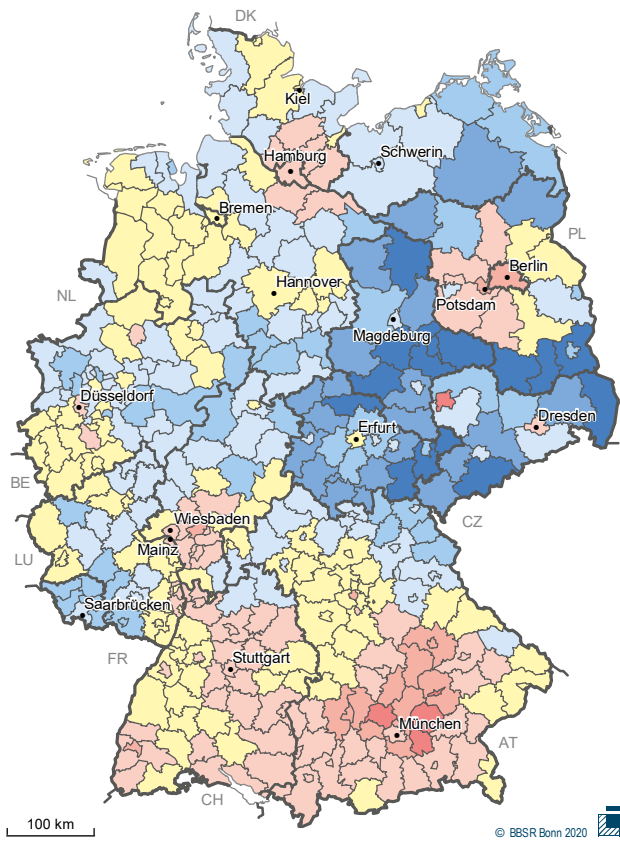 DK
Kiel
Hamburg
Schwerin
Bremen
PL
Berlin
Hannover
NL
Potsdam
Magdeburg
Düsseldorf
Erfurt
Dresden
BE
Wiesbaden
CZ
Mainz
LU
Saarbrücken
FR
Stuttgart
München
AT
CH
100 km
© BBSR Bonn 2020